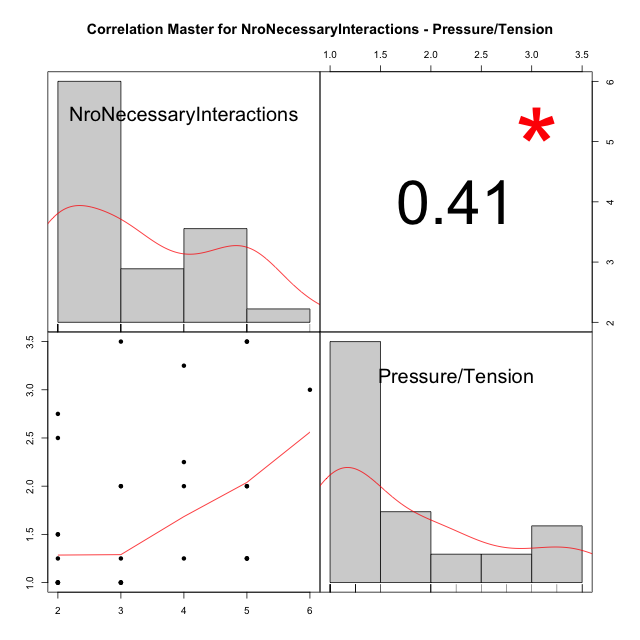 Correlation Master for NroNecessaryInteractions - Pressure/Tension
1.0 1.5 2.0 2.5 3.0 3.5
NroNecessaryInteractions
*
0.41
6
5
4
3
2
3.5
3.0
2.5
2.0
1.5
1.0
Pressure/Tension
2 3 4 5 6